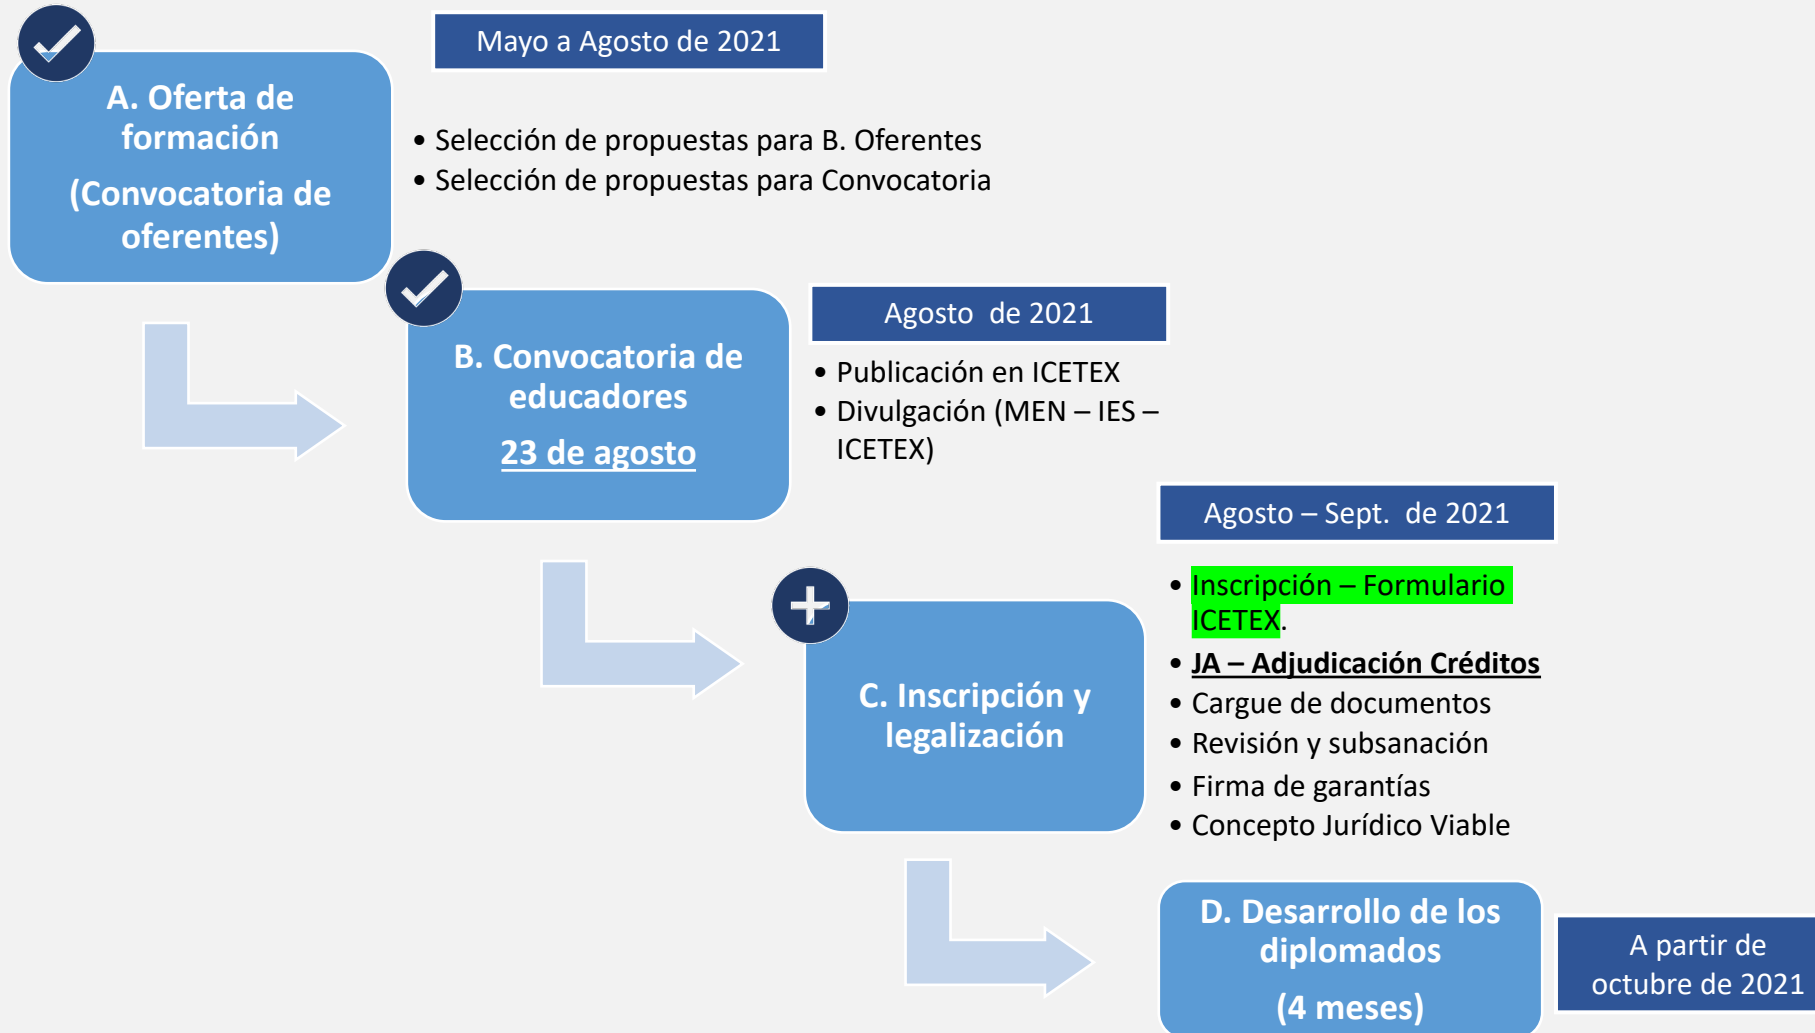 Mayo a Agosto de 2021
A. Oferta de
formación
(Convocatoria de
oferentes)
• Selección de propuestas para B. Oferentes
• Selección de propuestas para Convocatoria
Agosto  de 2021
B. Convocatoria de
educadores
23 de agosto
• Publicación en ICETEX
• Divulgación (MEN – IES –
ICETEX)
Agosto – Sept.  de 2021
C. Inscripción y
legalización
• Inscripción – Formulario
ICETEX.
• JA – Adjudicación Créditos
• Cargue de documentos
• Revisión y subsanación
• Firma de garantías
• Concepto Jurídico Viable
D. Desarrollo de los
diplomados
(4 meses)
A partir de
octubre de 2021